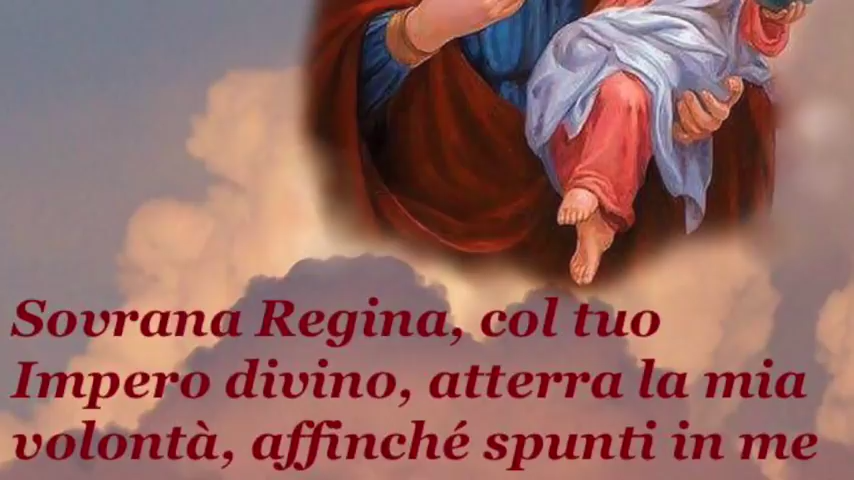 Sovrana Regina, col tuo
Impero divino, atterra la mia
volontà, affinché spunti in me